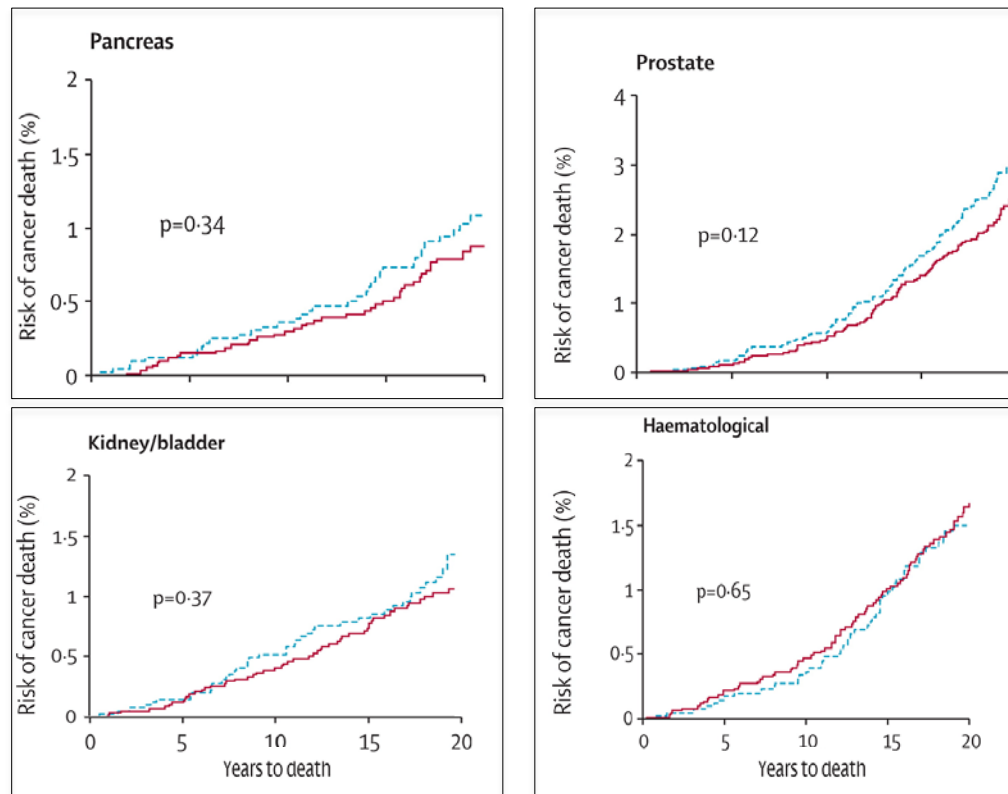 Pancreas
Risk of cancer death (%)
2
1·5
1
0·5
0
p=0·34
Prostate
Risk of cancer death (%)
4
3
2
1
0
p=0·12
Kidney/bladder
Risk of cancer death (%)
2
1·5
1
0·5
0
p=0·37
0 5 10 15 20
Years to death
Haematological
Risk of cancer death (%)
2
1·5
1
0·5
0
p=0·65
0 5 10 15 20
Years to death